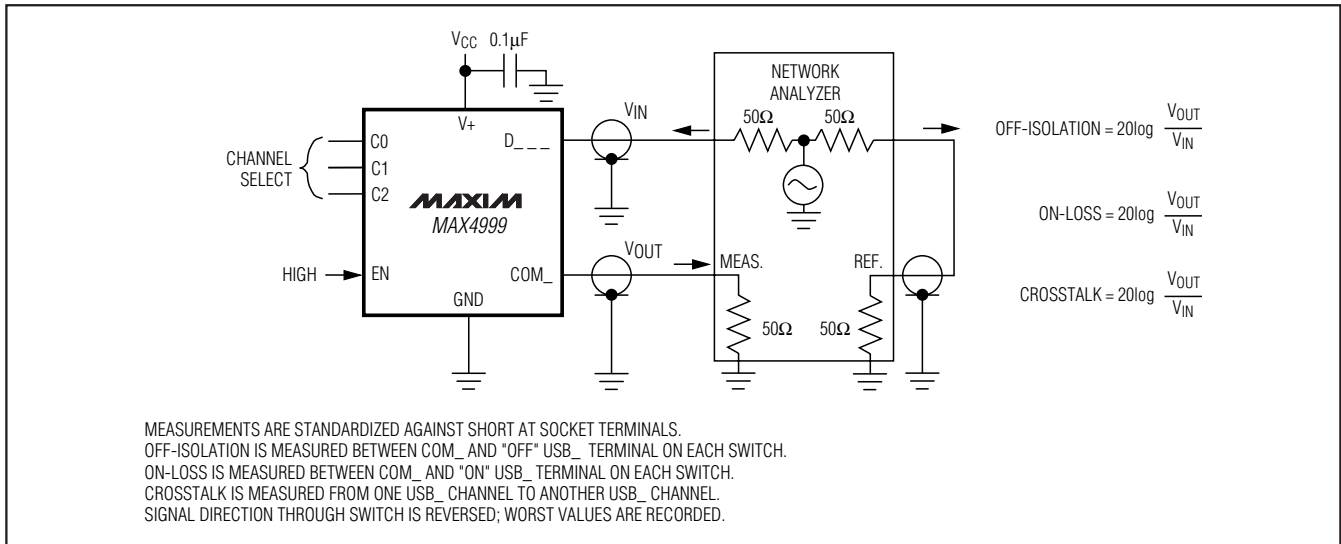 VCC 0.1µF
V+
C0
C1
C2
CHANNEL
SELECT
MAXIM
MAX4999
HIGH
EN
GND
D_ _ _
COM_
VIN
VOUT
NETWORK
ANALYZER
50Ω 50Ω
MEAS. REF.
50Ω 50Ω
OFF-ISOLATION = 20log VOUT
VIN
ON-LOSS = 20log VOUT
VIN
CROSSTALK = 20log VOUT
VIN
MEASUREMENTS ARE STANDARDIZED AGAINST SHORT AT SOCKET TERMINALS.
OFF-ISOLATION IS MEASURED BETWEEN COM_ AND "OFF" USB_ TERMINAL ON EACH SWITCH.
ON-LOSS IS MEASURED BETWEEN COM_ AND "ON" USB_ TERMINAL ON EACH SWITCH.
CROSSTALK IS MEASURED FROM ONE USB_ CHANNEL TO ANOTHER USB_ CHANNEL.
SIGNAL DIRECTION THROUGH SWITCH IS REVERSED; WORST VALUES ARE RECORDED.